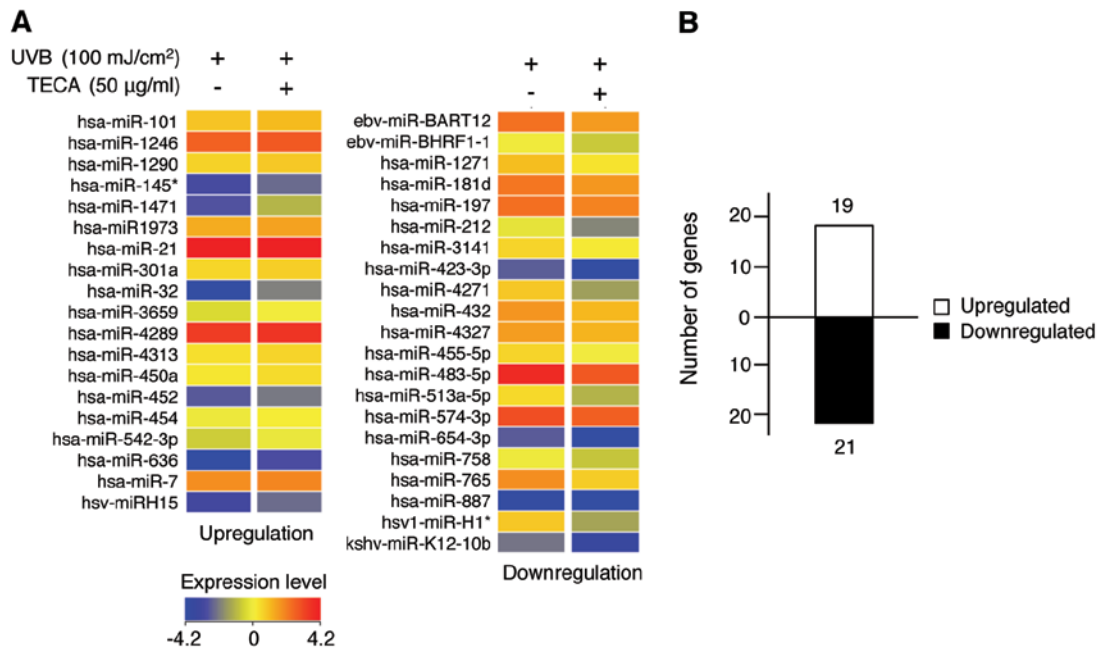 A
UVB (100 mJ/cm²) + +
TECA (50 µg/ml) - +
hsa-miR-101
hsa-miR-1246
hsa-miR-1290
hsa-miR-145*
hsa-miR-1471
hsa-miR1973
hsa-miR-21
hsa-miR-301a
hsa-miR-32
hsa-miR-3659
hsa-miR-4289
hsa-miR-4313
hsa-miR-450a
hsa-miR-452
hsa-miR-454
hsa-miR-542-3p
hsa-miR-636
hsa-miR-7
hsv-miRH15
Upregulation
Expression level
-4.2 0 4.2
+ +
- +
ebv-miR-BART12
ebv-miR-BHRF1-1
hsa-miR-1271
hsa-miR-181d
hsa-miR-197
hsa-miR-212
hsa-miR-3141
hsa-miR-423-3p
hsa-miR-4271
hsa-miR-432
hsa-miR-4327
hsa-miR-455-5p
hsa-miR-483-5p
hsa-miR-513a-5p
hsa-miR-574-3p
hsa-miR-654-3p
hsa-miR-758
hsa-miR-765
hsa-miR-887
hsv1-miR-H1*
kshv-miR-K12-10b
Downregulation
B
Number of genes
20
10
0
10
20
19
21
Upregulated
Downregulated